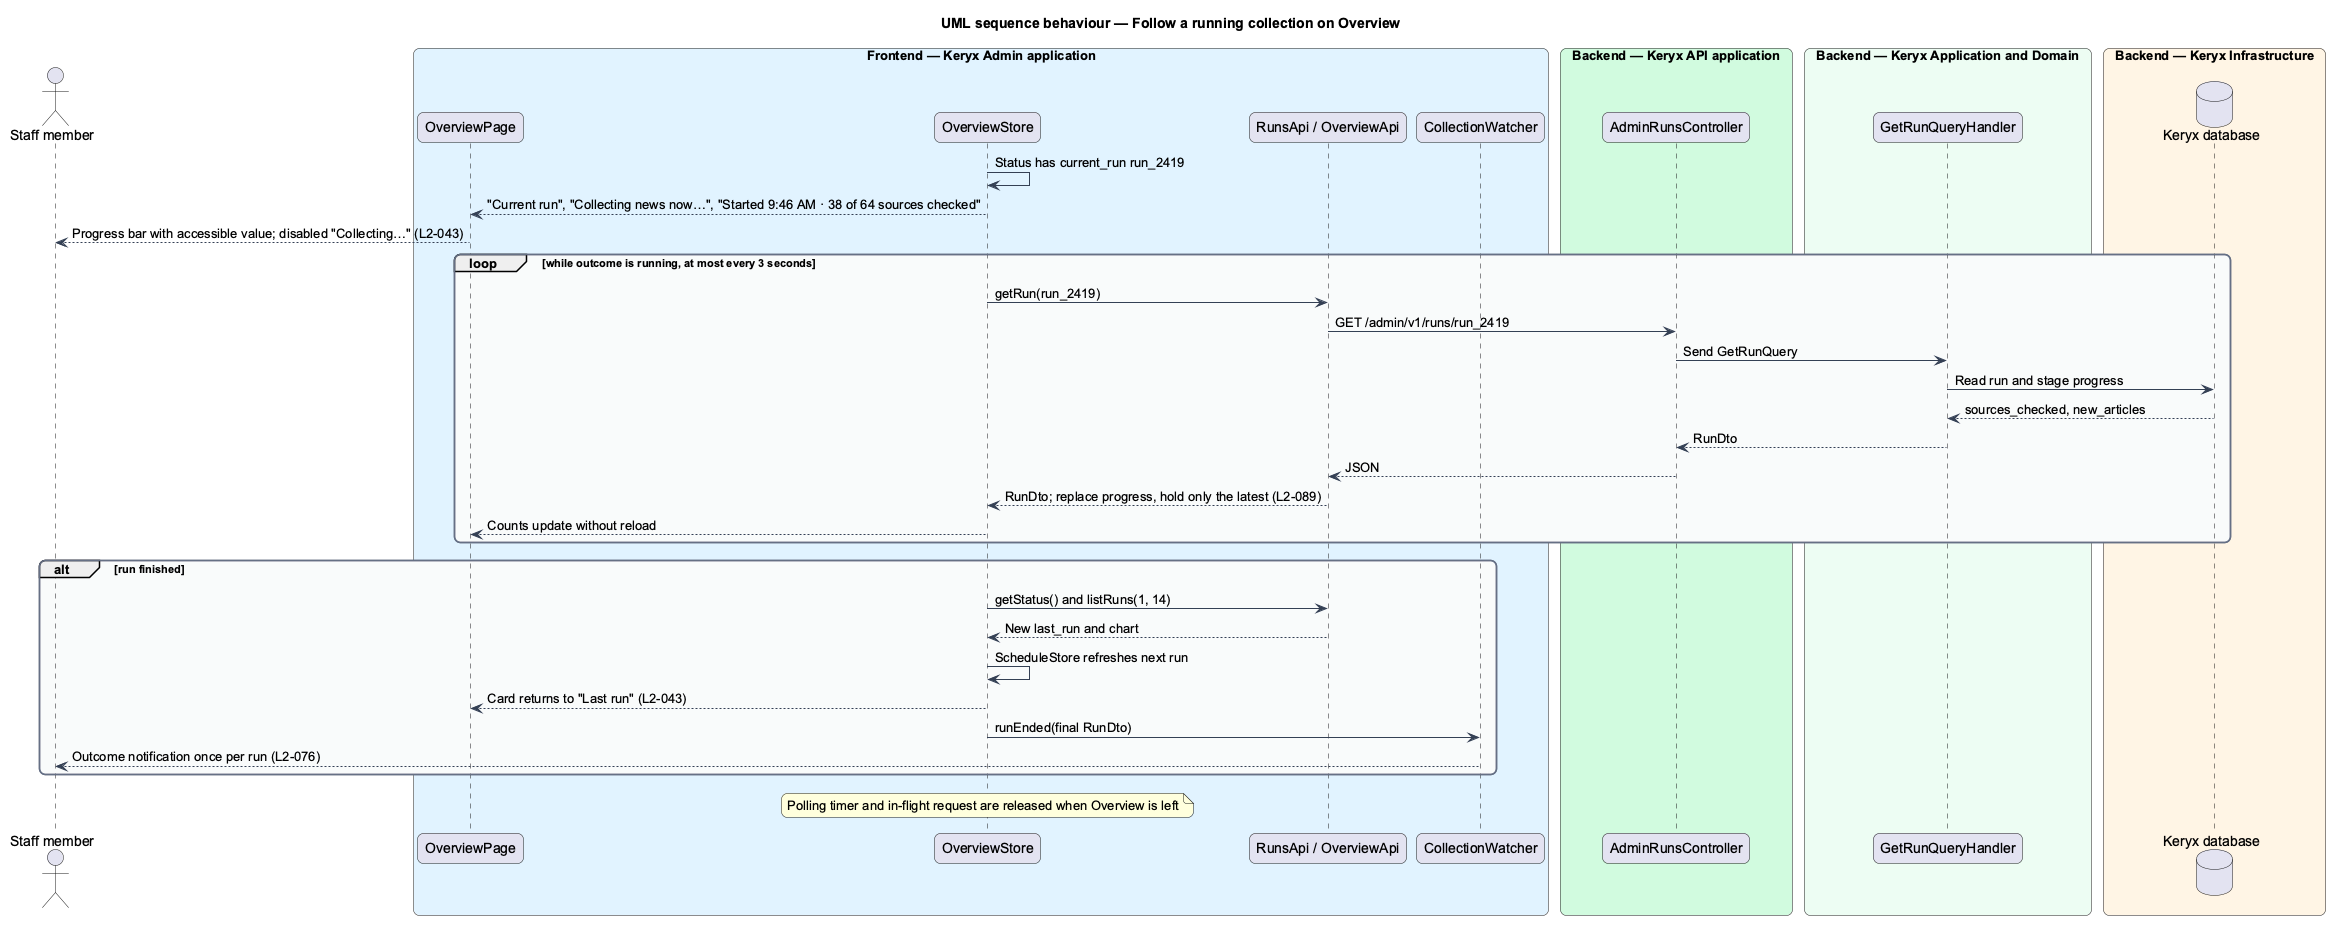 UML sequence behaviour — Follow a running collection on Overview
Frontend — Keryx Admin application
Backend — Keryx API application
Backend — Keryx Application and Domain
Backend — Keryx Infrastructure
Staff member
OverviewPage
OverviewStore
RunsApi / OverviewApi
CollectionWatcher
AdminRunsController
GetRunQueryHandler
Keryx database
Status has current_run run_2419
"Current run", "Collecting news now…", "Started 9:46 AM · 38 of 64 sources checked"
Progress bar with accessible value; disabled "Collecting…" (L2-043)
loop
[while outcome is running, at most every 3 seconds]
getRun(run_2419)
GET /admin/v1/runs/run_2419
Send GetRunQuery
Read run and stage progress
sources_checked, new_articles
RunDto
JSON
RunDto; replace progress, hold only the latest (L2-089)
Counts update without reload
alt
[run finished]
getStatus() and listRuns(1, 14)
New last_run and chart
ScheduleStore refreshes next run
Card returns to "Last run" (L2-043)
runEnded(final RunDto)
Outcome notification once per run (L2-076)
Polling timer and in-flight request are released when Overview is left
Staff member
OverviewPage
OverviewStore
RunsApi / OverviewApi
CollectionWatcher
AdminRunsController
GetRunQueryHandler
Keryx database